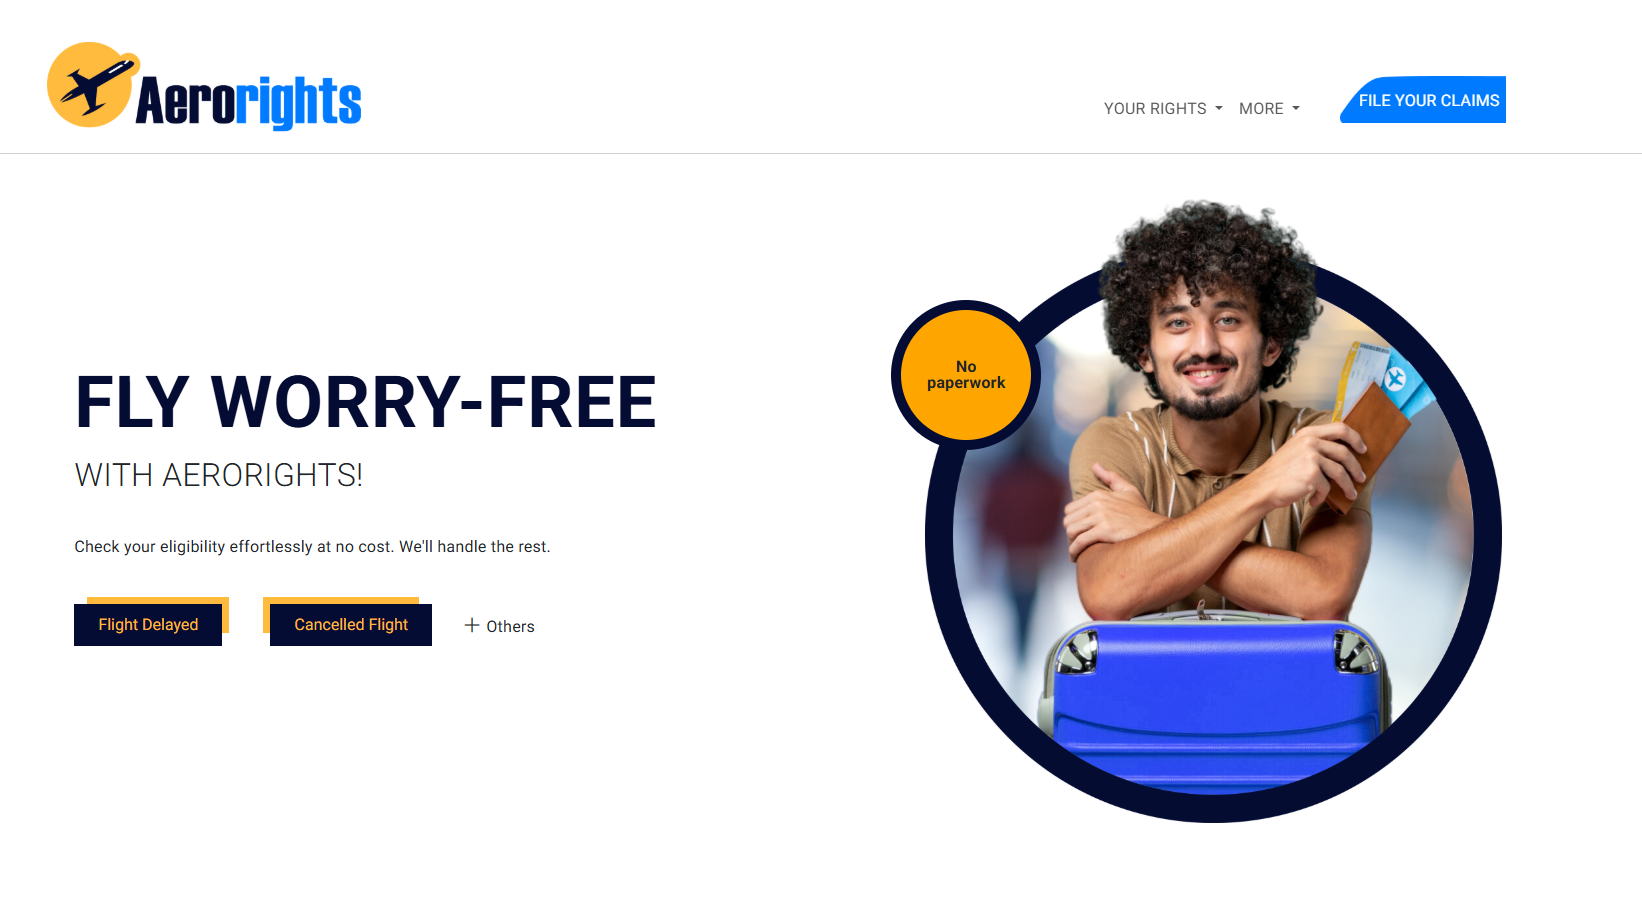 Aerorights
YOUR RIGHTS
MORE
FILE YOUR CLAIMS
FLY WORRY-FREE
WITH AERORIGHTS!
Check your eligibility effortlessly at no cost. We'll handle the rest.
Flight Delayed
Cancelled Flight
Others
No
paperwork